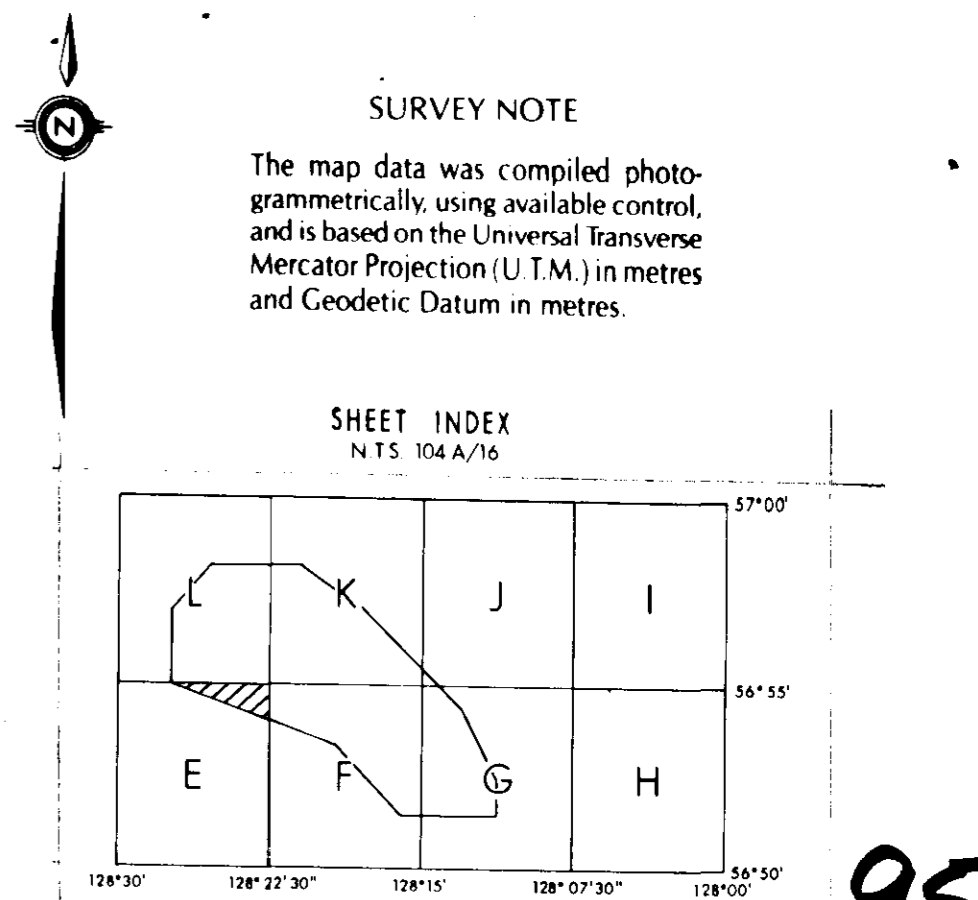 N
SURVEY NOTE
The map data was compiled photo-
grammetrically, using available control,
and is based on the Universal Transverse
Mercator Projection (U.T.M.) in metres
and Geodetic Datum in metres.
SHEET INDEX
N.T.S. 104 A/16
57°00'
L K J I
56°55'
E F G H
56°50'
128°30' 128°22'30" 128°15' 128°07'30" 128°00'